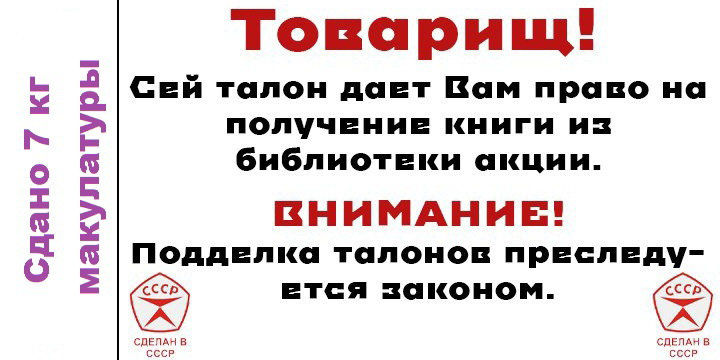 Сдано 7 кг
макулатуры
Товарищ!
Сей талон дает Вам право на
получение книги из
библиотеки акции.
ВНИМАНИЕ!
Подделка талонов преследу-
ется законом.
СССР
СДЕЛАН В
СССР
СССР
СДЕЛАН В
СССР